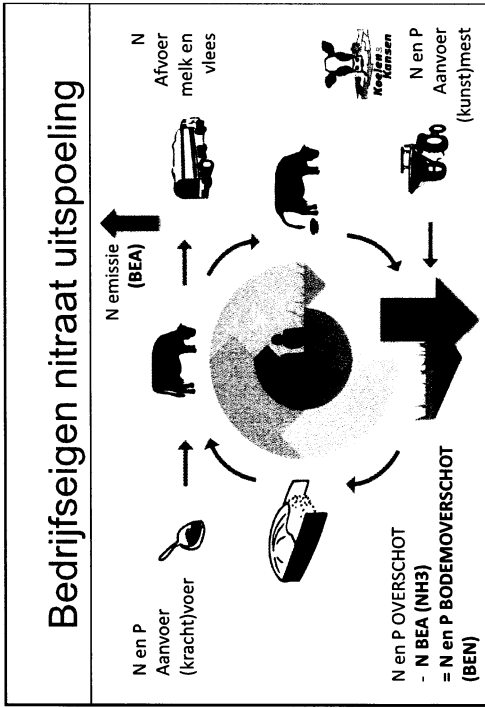 Bedrijfseigen nitraat uitspoeling
N en P
Aanvoer
(kracht)voer
N emissie
(BEA)
N
Afvoer
melk en
vlees
Koeien &
Kansen
N en P
Aanvoer
(kunst)mest
N en P OVERSCHOT
- N BEA (NH3)
= N en P BODEMOVERSCHOT
(BEN)